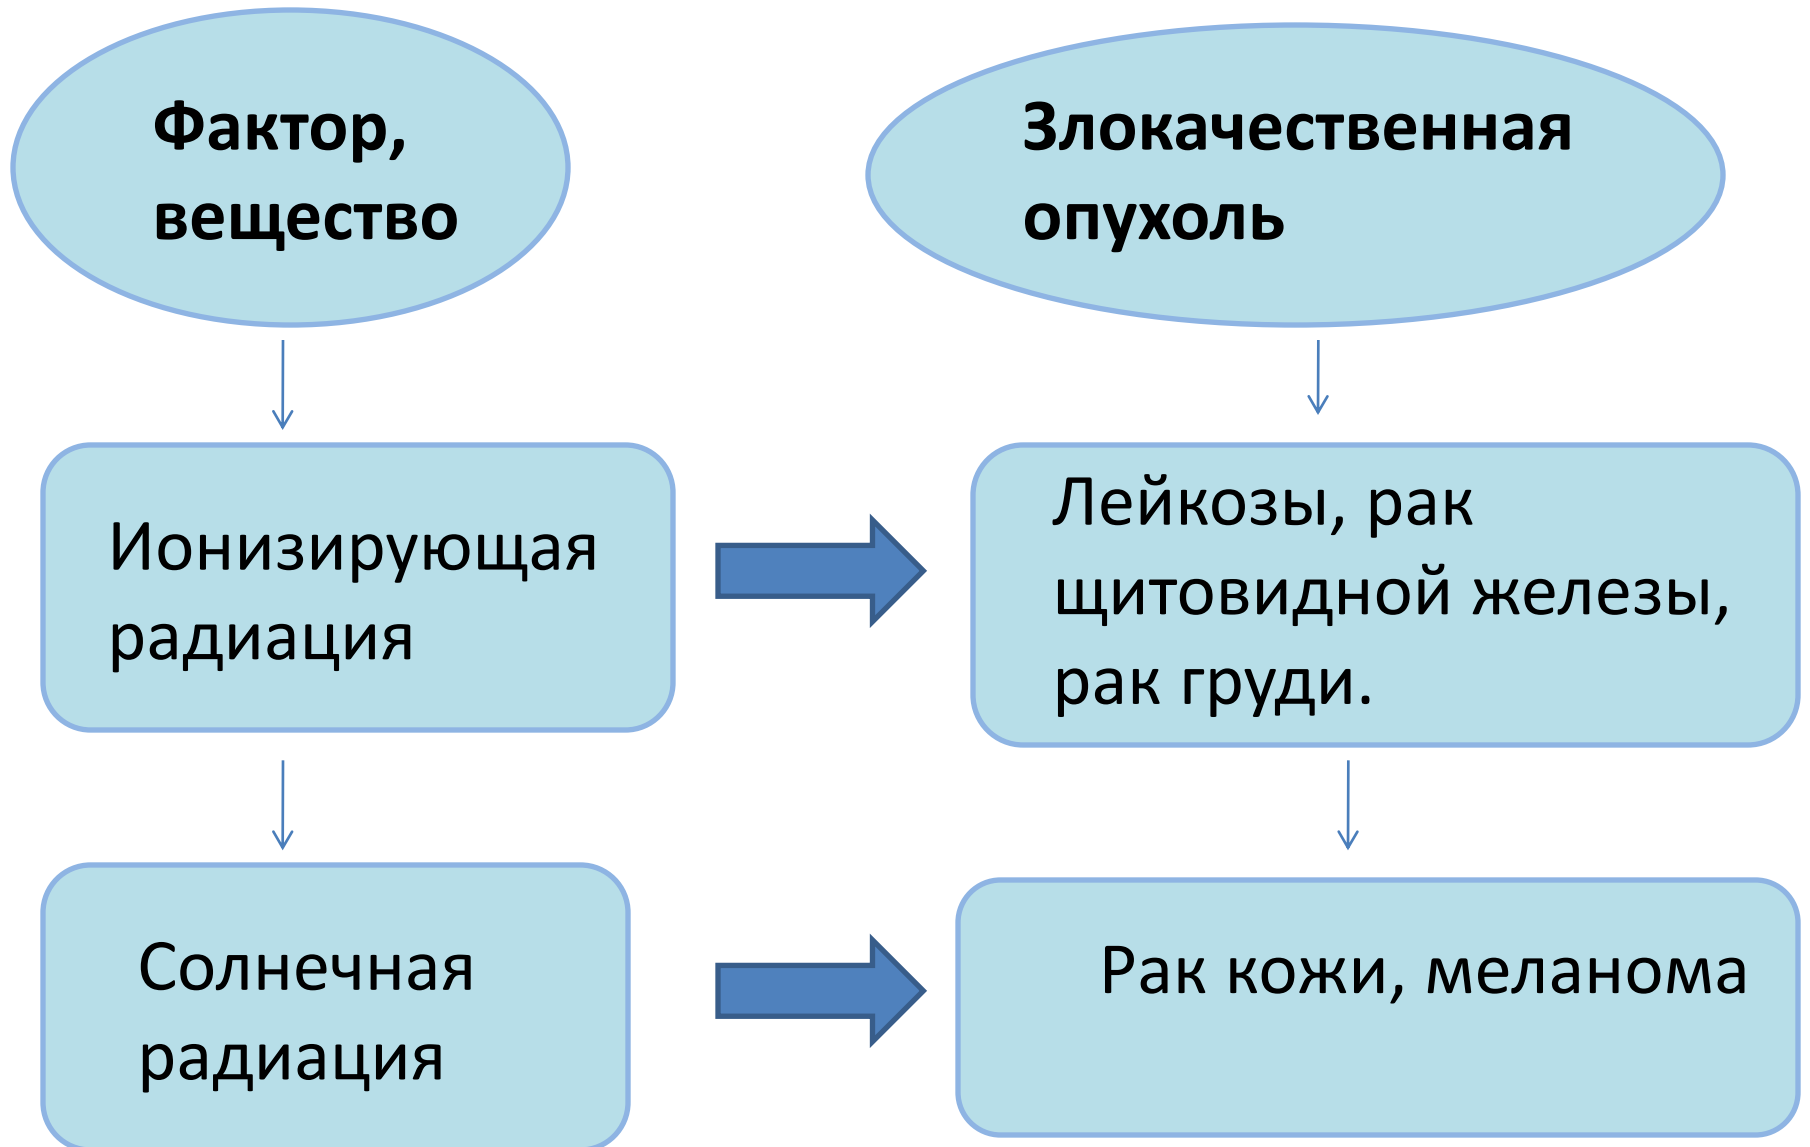 Фактор,
вещество
Злокачественная
опухоль
Ионизирующая
радиация
Лейкозы, рак
щитовидной железы,
рак груди.
Солнечная
радиация
Рак кожи, меланома